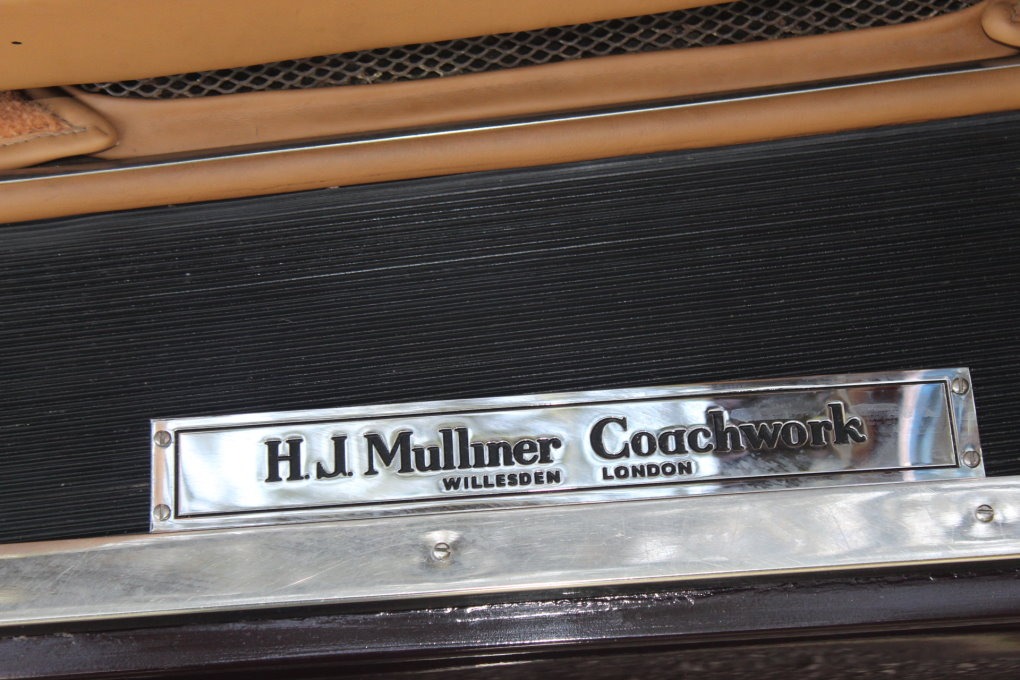 H. J. Mulliner Coachwork
WILLESDEN LONDON